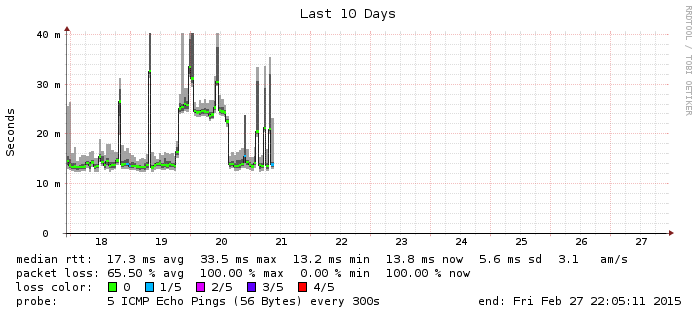 Last 10 Days
RRDTOOL / TOBI OETIKER
Seconds
40 m
30 m
20 m
10 m
0
18 19 20 21 22 23 24 25 26 27
median rtt: 17.3 ms avg 33.5 ms max 13.2 ms min 13.8 ms now 5.6 ms sd 3.1 am/s
packet loss: 65.50 % avg 100.00 % max 0.00 % min 100.00 % now
loss color: 0 1/5 2/5 3/5 4/5
probe: 5 ICMP Echo Pings (56 Bytes) every 300s end: Fri Feb 27 22:05:11 2015